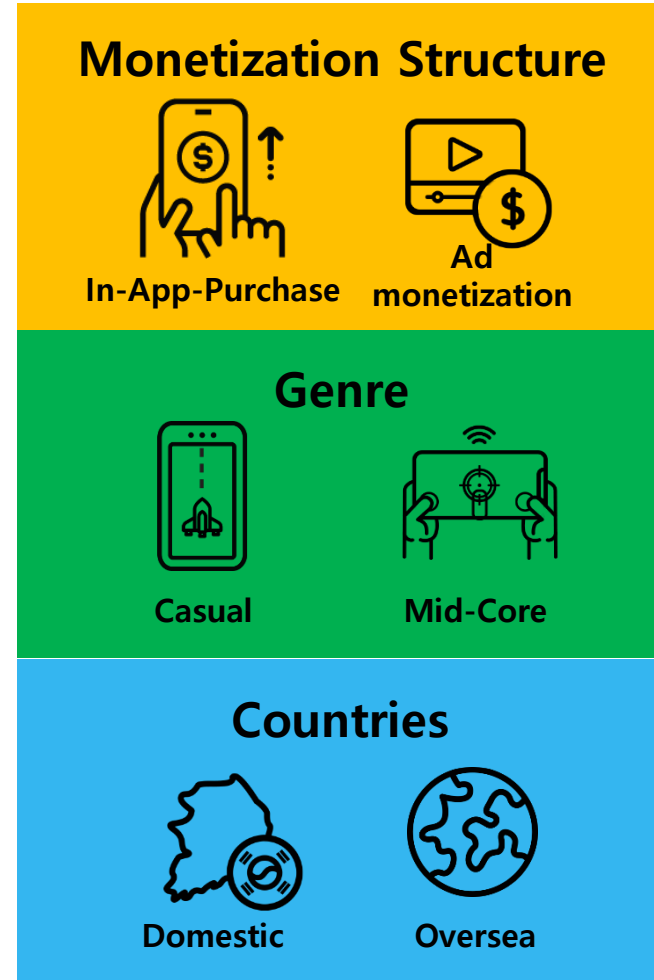 Monetization Structure
$
$
In-App-Purchase
Ad
monetization
Genre
Casual
Mid-Core
Countries
Domestic
Oversea